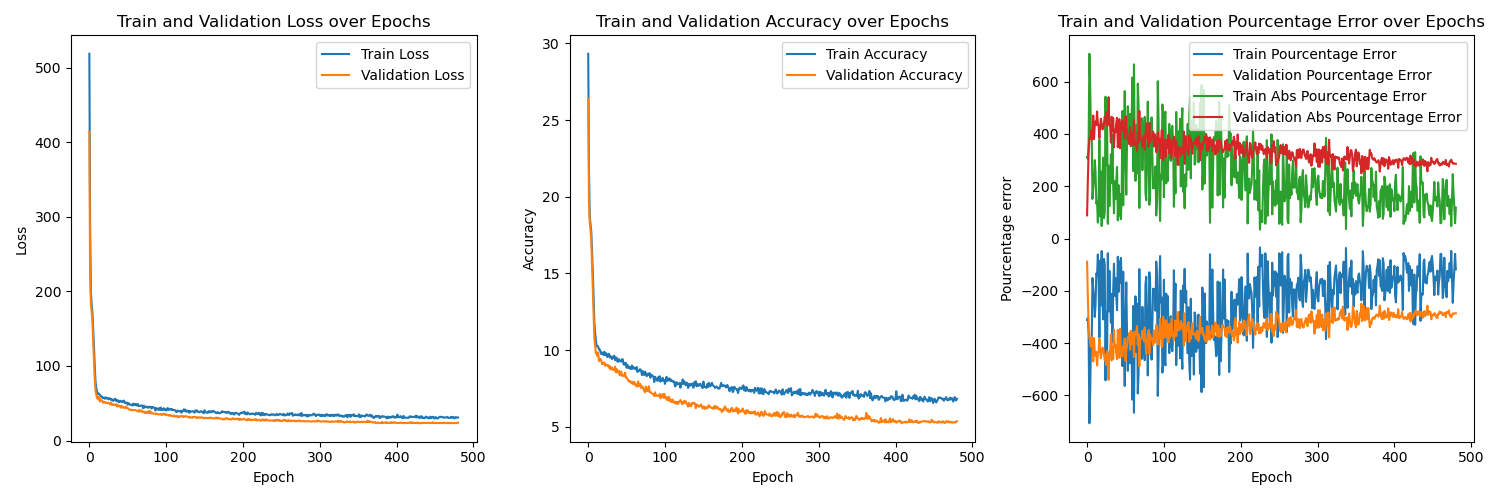 Train and Validation Loss over Epochs
Train Loss
Validation Loss
Loss
500
400
300
200
100
0
0 100 200 300 400 500
Epoch
Train and Validation Accuracy over Epochs
Train Accuracy
Validation Accuracy
Accuracy
30
25
20
15
10
5
0 100 200 300 400 500
Epoch
Train and Validation Pourcentage Error over Epochs
Train Pourcentage Error
Validation Pourcentage Error
Train Abs Pourcentage Error
Validation Abs Pourcentage Error
Pourcentage error
600
400
200
0
−200
−400
−600
0 100 200 300 400 500
Epoch